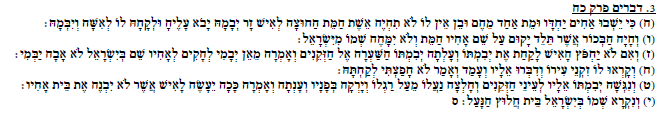 3. דברים פרק כה
(ה) כִּי יֵשְׁבוּ אַחִים יַחְדָּו וּמֵת אַחַד מֵהֶם וּבֵן אֵין לוֹ לֹא תִהְיֶה אֵשֶׁת הַמֵּת הַחוּצָה לְאִישׁ זָר יְבָמָהּ יָבֹא עָלֶיהָ וּלְקָחָהּ לוֹ לְאִשָּׁה וְיִבְּמָהּ:
(ו) וְהָיָה הַבְּכוֹר אֲשֶׁר תֵּלֵד יָקוּם עַל שֵׁם אָחִיו הַמֵּת וְלֹא יִמָּחֶה שְׁמוֹ מִיִּשְׂרָאֵל:
(ז) וְאִם לֹא יַחְפֹּץ הָאִישׁ לָקַחַת אֶת יְבִמְתּוֹ וְעָלְתָה יְבִמְתּוֹ הַשַּׁעְרָה אֶל הַזְּקֵנִים וְאָמְרָה מֵאֵן יְבָמִי לְהָקִים לְאָחִיו שֵׁם בְּיִשְׂרָאֵל לֹא אָבָה יַבְּמִי:
(ח) וְקָרְאוּ לוֹ זִקְנֵי עִירוֹ וְדִבְּרוּ אֵלָיו וְעָמַד וְאָמַר לֹא חָפַצְתִּי לְקַחְתָּהּ:
(ט) וְנִגְּשָׁה יְבִמְתּוֹ אֵלָיו לְעֵינֵי הַזְּקֵנִים וְחָלְצָה נַעֲלוֹ מֵעַל רַגְלוֹ וְיָרְקָה בְּפָנָיו וְעָנְתָה וְאָמְרָה כָּכָה יֵעָשֶׂה לָאִישׁ אֲשֶׁר לֹא יִבְנֶה אֶת בֵּית אָחִיו:
(י) וְנִקְרָא שְׁמוֹ בְּיִשְׂרָאֵל בֵּית חֲלוּץ הַנָּעַל: ס